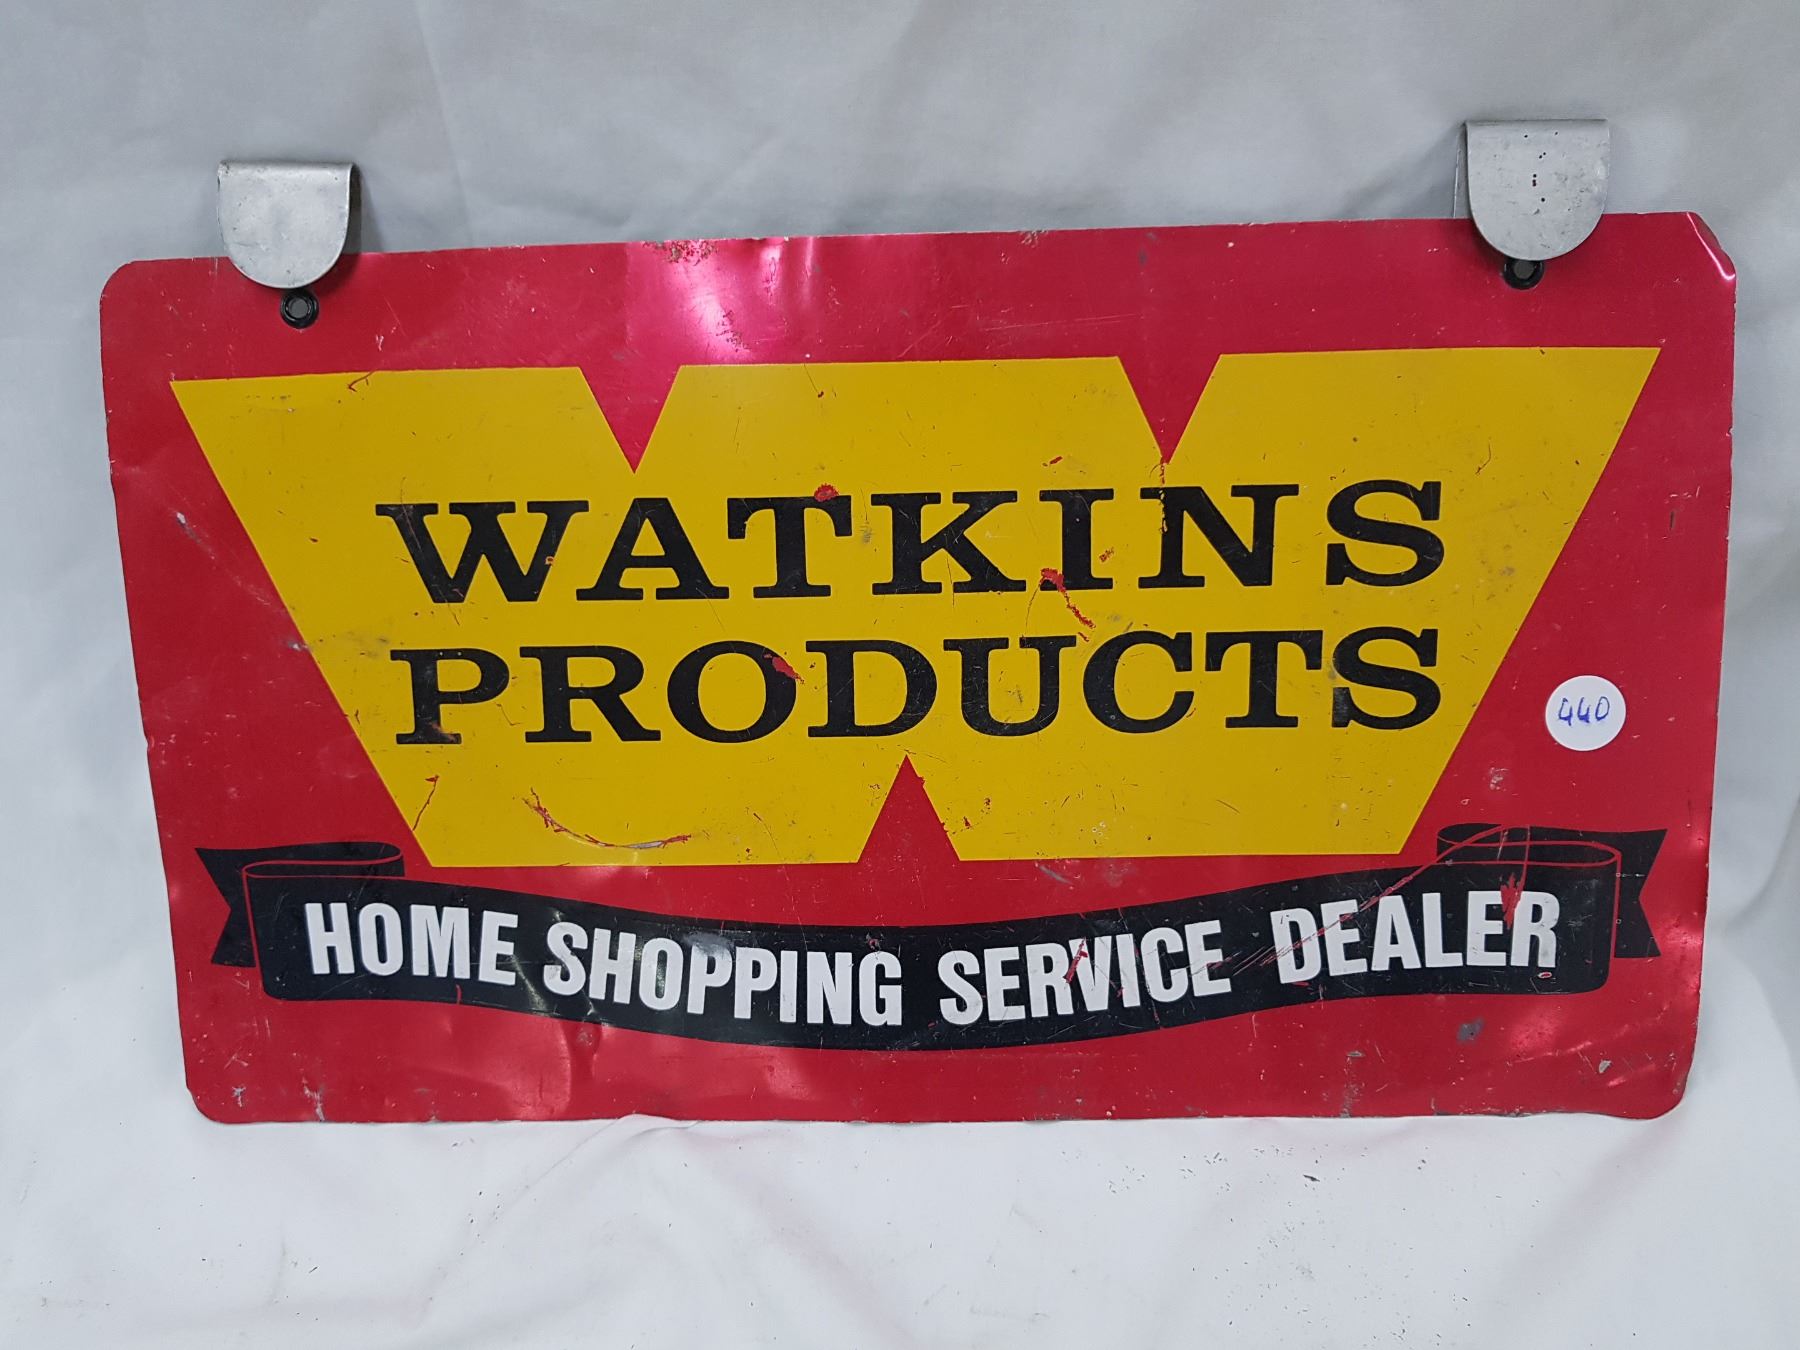 WATKINS
PRODUCTS
440
HOME SHOPPING SERVICE DEALER